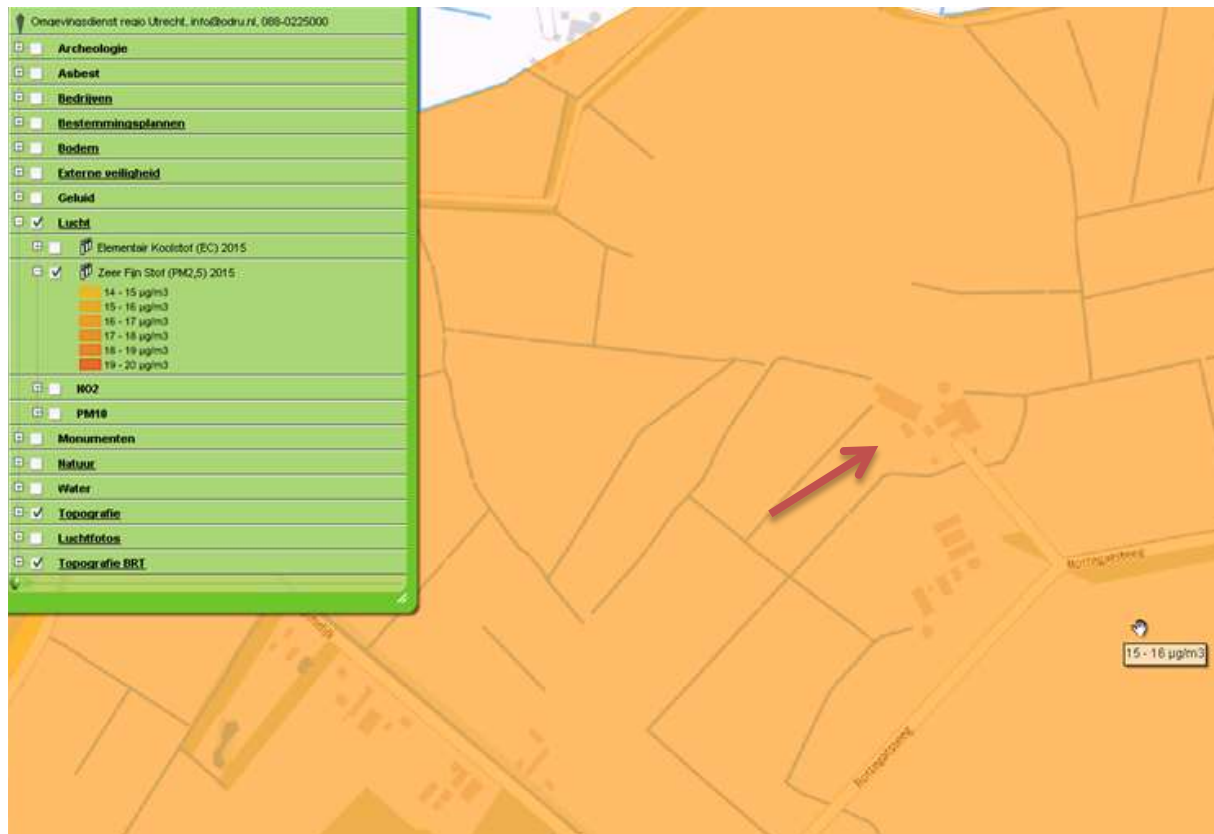 Omgevingsdienst regio Utrecht, info@odru.nl, 088-0225000
Archeologie
Asbest
Bedrijven
Bestemmingsplannen
Bodem
Externe veiligheid
Geluid
Lucht
Elementair Koolstof (EC) 2015
Zeer Fijn Stof (PM2,5) 2015
14 - 15 µg/m3
15 - 16 µg/m3
16 - 17 µg/m3
17 - 18 µg/m3
18 - 19 µg/m3
19 - 20 µg/m3
NO2
PM10
Monumenten
Natuur
Water
Topografie
Luchtfotos
Topografie BRT
15 - 16 µg/m3